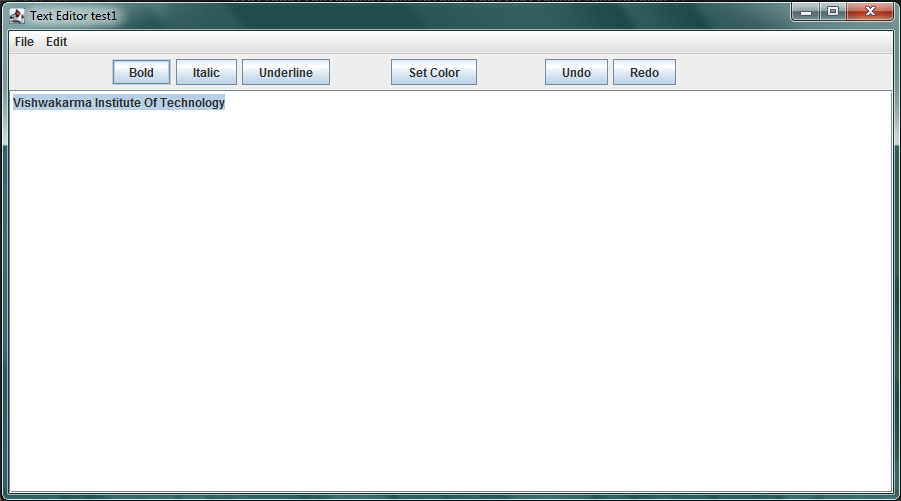 Text Editor test1
File Edit
Bold Italic Underline Set Color Undo Redo
Vishwakarma Institute Of Technology